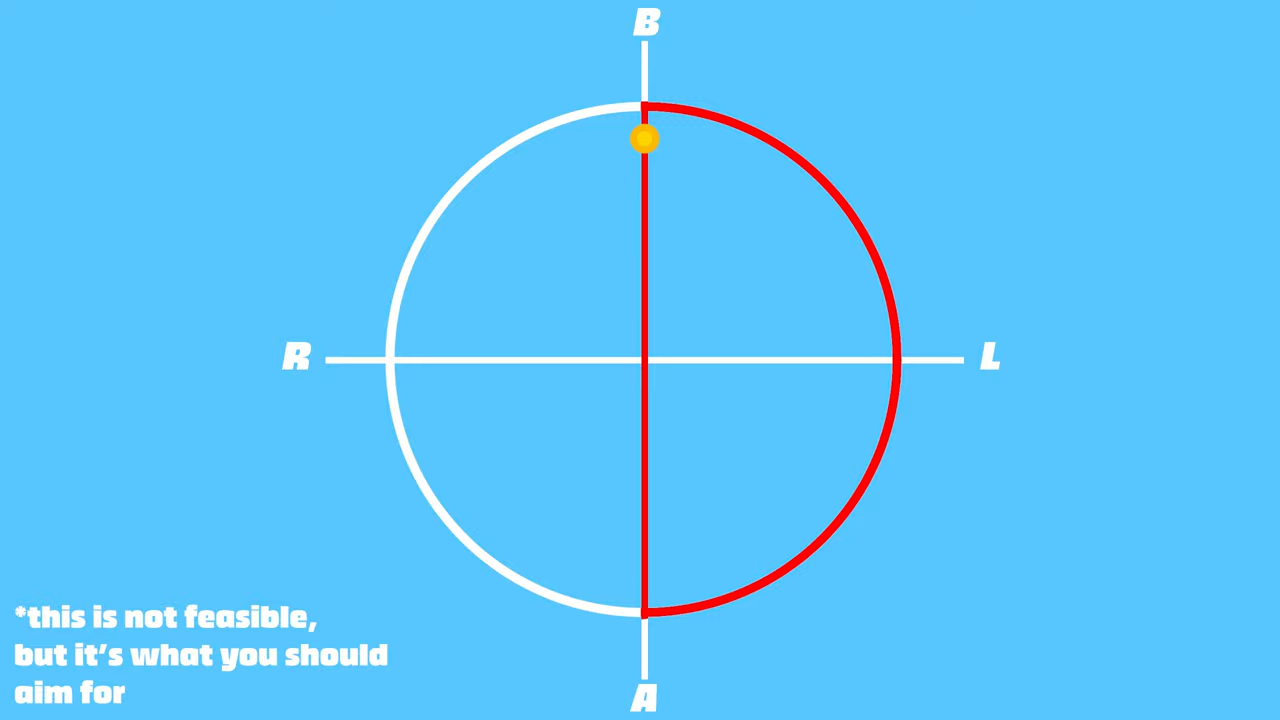 B
R
L
*this is not feasible,
but it's what you should
aim for
A